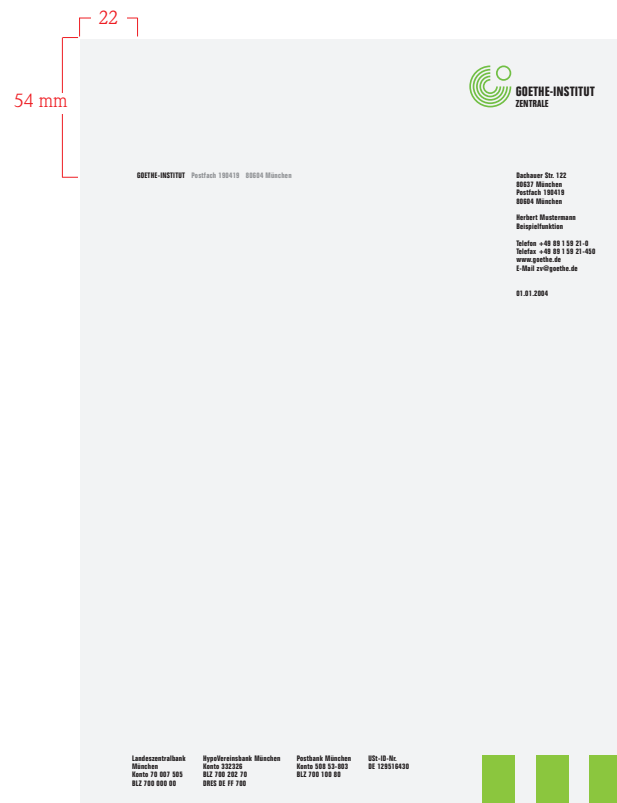 22
54 mm
GOETHE-INSTITUT
ZENTRALE
GOETHE-INSTITUT Postfach 190419 80604 München
Dachauer Str. 122
80637 München
Postfach 190419
80604 München
Herbert Mustermann
Beispielfunktion
Telefon +49 89 1 59 21-0
Telefax +49 89 1 59 21-450
www.goethe.de
E-Mail zv@goethe.de
01.01.2004
Landeszentralbank
München
Konto 70 007 505
BLZ 700 000 00
HypoVereinsbank München
Konto 332326
BLZ 700 202 70
DRES DE FF 700
Postbank München
Konto 508 53-803
BLZ 700 100 80
USt-ID-Nr.
DE 129516430